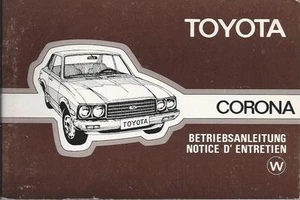 TOYOTA
TOYOTA
CORONA
BETRIEBSANLEITUNG
NOTICE D' ENTRETIEN
W